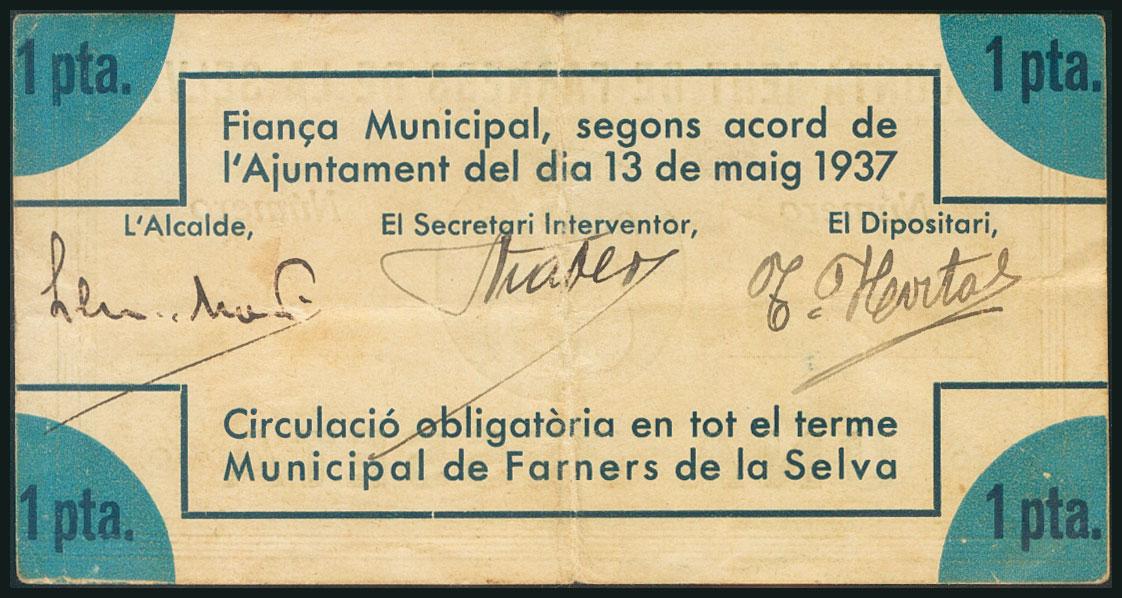 1 pta.
1 pta.
Fiança Municipal, segons acord de
l'Ajuntament del dia 13 de maig 1937
L'Alcalde,
El Secretari Interventor,
El Dipositari,
Circulació obligatòria en tot el terme
Municipal de Farners de la Selva
1 pta.
1 pta.